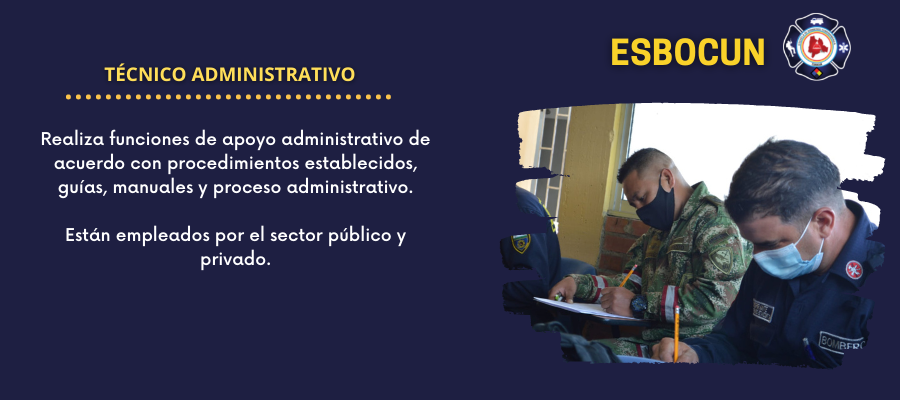 ESBOCUN
TÉCNICO ADMINISTRATIVO
Realiza funciones de apoyo administrativo de
acuerdo con procedimientos establecidos,
guías, manuales y proceso administrativo.
Están empleados por el sector público y
privado.
BOMBERO